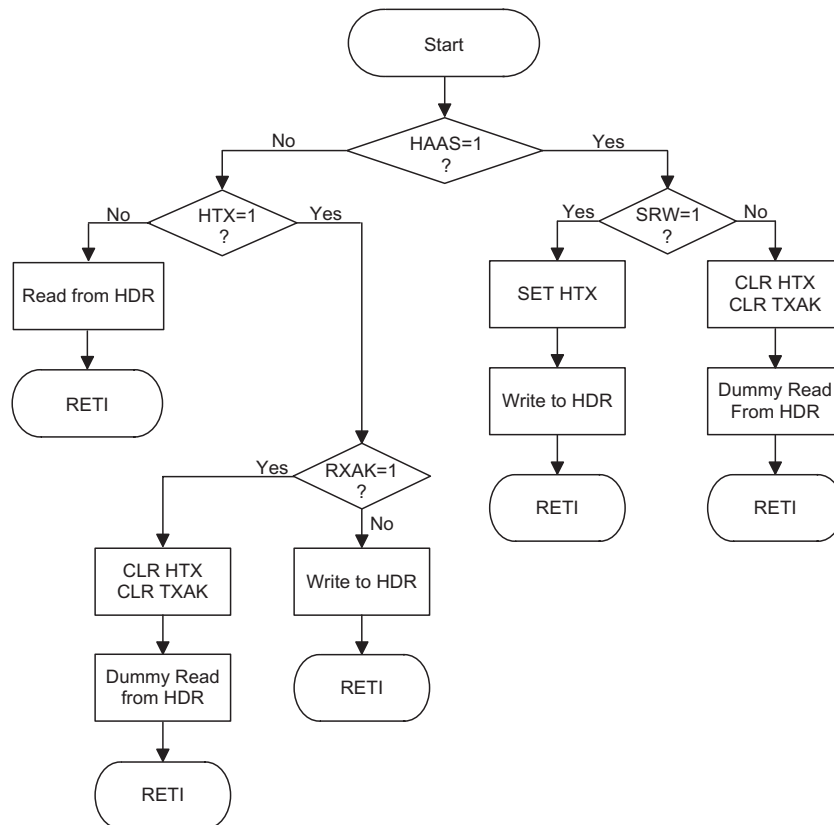 Start
No
HAAS=1
?
Yes
No
HTX=1
?
Yes
Yes
SRW=1
?
No
Read from HDR
SET HTX
CLR HTX
CLR TXAK
RETI
Write to HDR
Dummy Read
From HDR
Yes
RXAK=1
?
No
RETI
RETI
CLR HTX
CLR TXAK
Write to HDR
Dummy Read
from HDR
RETI
RETI